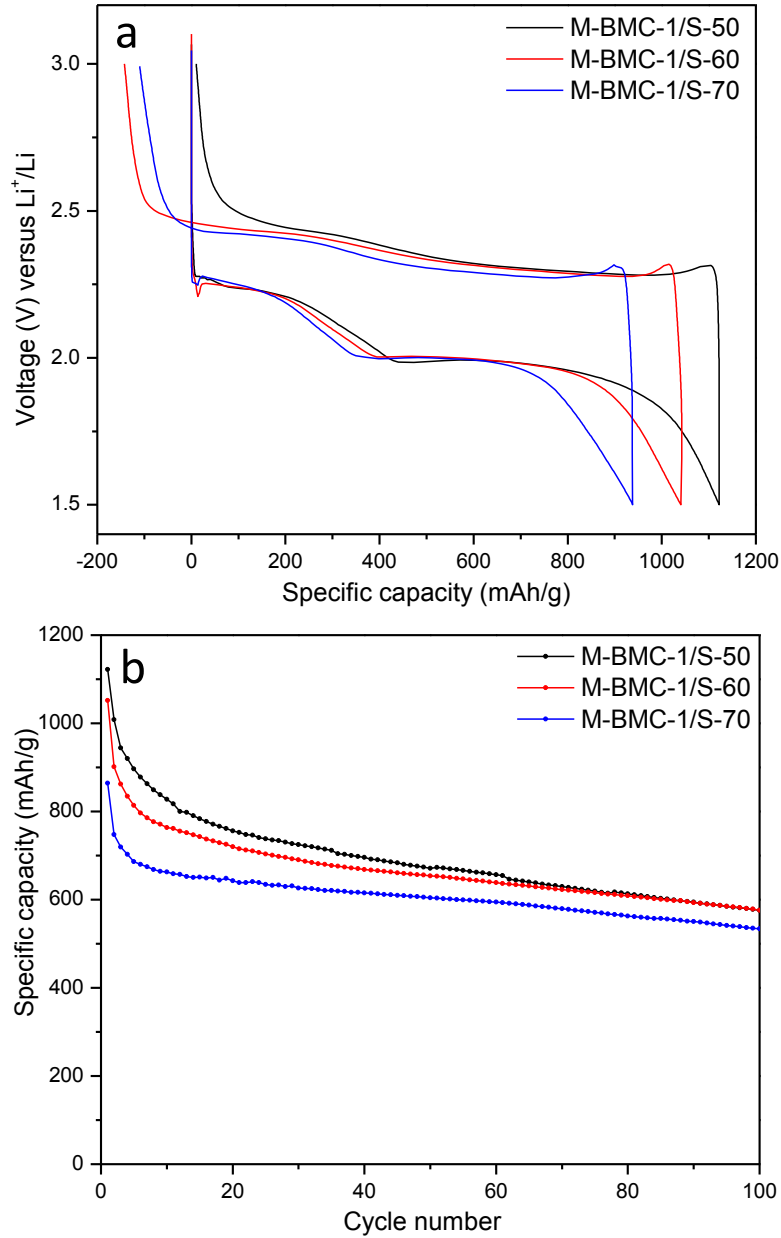 a
M-BMC-1/S-50
M-BMC-1/S-60
M-BMC-1/S-70
3.0
2.5
2.0
1.5
Voltage (V) versus Li⁺/Li
-200 0 200 400 600 800 1000 1200
Specific capacity (mAh/g)
b
M-BMC-1/S-50
M-BMC-1/S-60
M-BMC-1/S-70
1200
1000
800
600
400
200
0
Specific capacity (mAh/g)
0 20 40 60 80 100
Cycle number